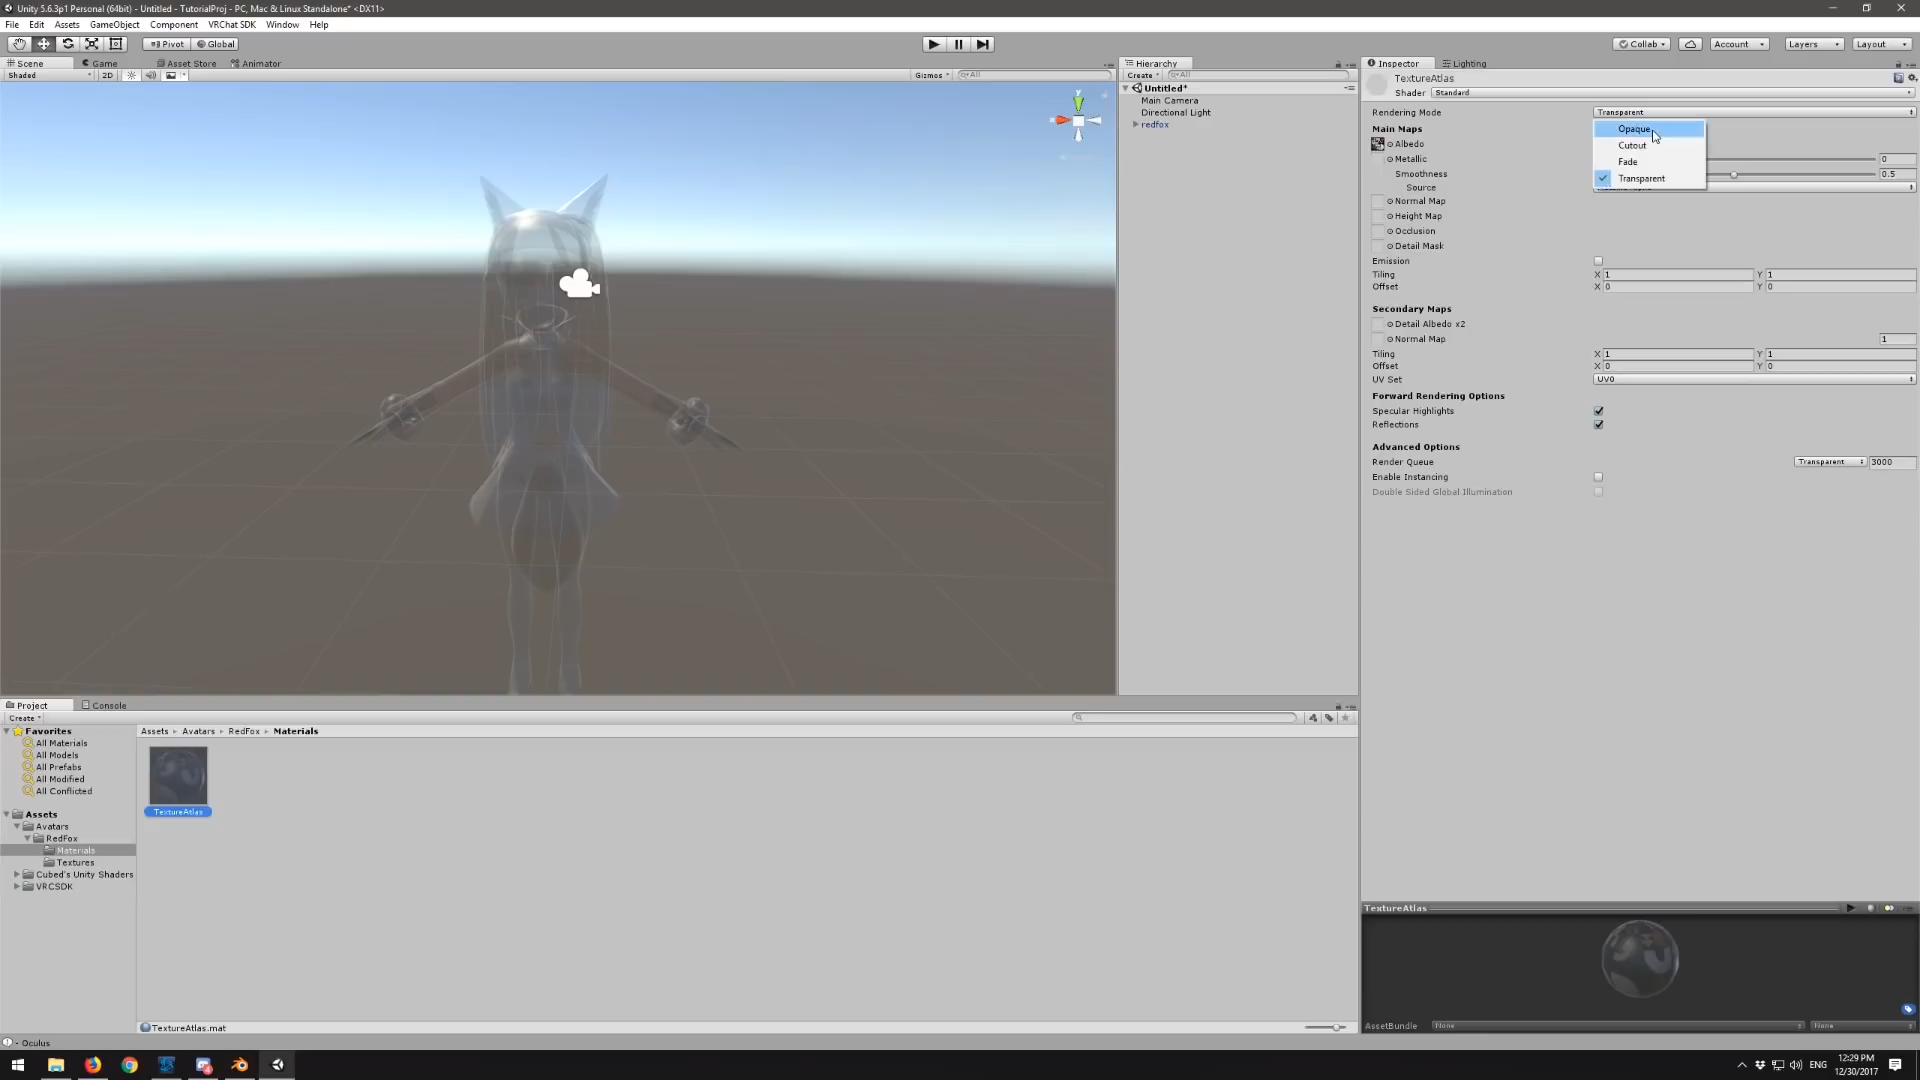 Unity 5.6.3p1 Personal (64bit) - Untitled - TutorialProj - PC, Mac & Linux Standalone* <DX11>
File Edit Assets GameObject Component VRChat SDK Window Help
Pivot Global Collab Account Layers Layout
Scene Game Asset Store Animator
Shaded 2D Gizmos All
y
Hierarchy
Create All
Untitled*
Main Camera
Directional Light
redfox
Inspector Lighting
TextureAtlas
Shader Standard
Rendering Mode Transparent
Opaque
Cutout
Fade
Transparent
Main Maps
Albedo
Metallic 0
Smoothness 0.5
Source
Normal Map
Height Map
Occlusion
Detail Mask
Emission
Tiling X 1 Y 1
Offset X 0 Y 0
Secondary Maps
Detail Albedo x2
Normal Map 1
Tiling X 1 Y 1
Offset X 0 Y 0
UV Set UV0
Forward Rendering Options
Specular Highlights
Reflections
Advanced Options
Render Queue Transparent 3000
Enable Instancing
Double Sided Global Illumination
Project Console
Create
Favorites
All Materials
All Models
All Prefabs
All Modified
All Conflicted
Assets
Avatars
RedFox
Materials
Textures
Cubed's Unity Shaders
VRCSDK
Assets Avatars RedFox Materials
TextureAtlas
TextureAtlas.mat
TextureAtlas
AssetBundle None None
Oculus
ENG
12:29 PM
12/30/2017